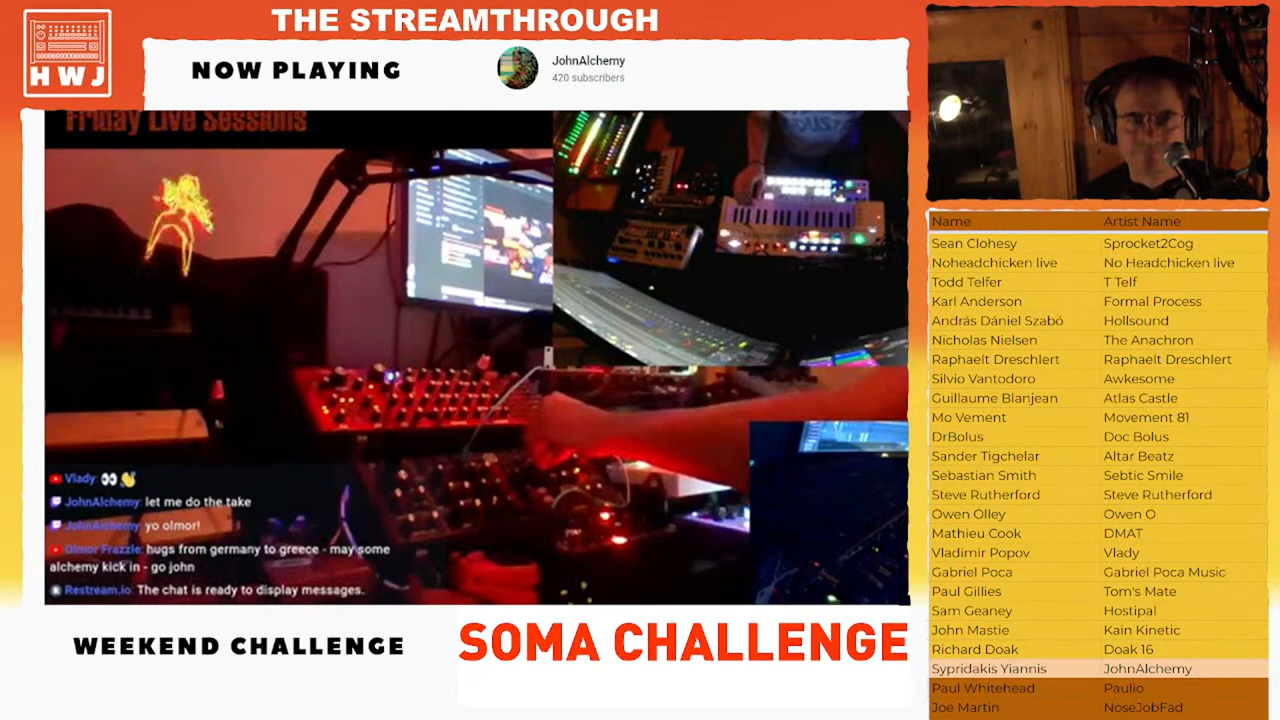 THE STREAMTHROUGH
HWJ
NOW PLAYING
JohnAlchemy
420 subscribers
Friday Live Sessions
DUST
Vlady:
JohnAlchemy: let me do the take
JohnAlchemy: yo olmor!
Olmor Frazzle: hugs from germany to greece - may some
alchemy kick in - go john
Restream.io: The chat is ready to display messages.
WEEKEND CHALLENGE
SOMA CHALLENGE
Name Artist Name
Sean Clohesy Sprocket2Cog
Noheadchicken live No Headchicken live
Todd Telfer T Telf
Karl Anderson Formal Process
András Dániel Szabó Hollsound
Nicholas Nielsen The Anachron
Raphaelt Dreschlert Raphaelt Dreschlert
Silvio Vantodoro Awkesome
Guillaume Blanjean Atlas Castle
Mo Vement Movement 81
DrBolus Doc Bolus
Sander Tigchelar Altar Beatz
Sebastian Smith Sebtic Smile
Steve Rutherford Steve Rutherford
Owen Olley Owen O
Mathieu Cook DMAT
Vladimir Popov Vlady
Gabriel Poca Gabriel Poca Music
Paul Gillies Tom's Mate
Sam Geaney Hostipal
John Mastie Kain Kinetic
Richard Doak Doak 16
Sypridakis Yiannis JohnAlchemy
Paul Whitehead Paulio
Joe Martin NoseJobFad